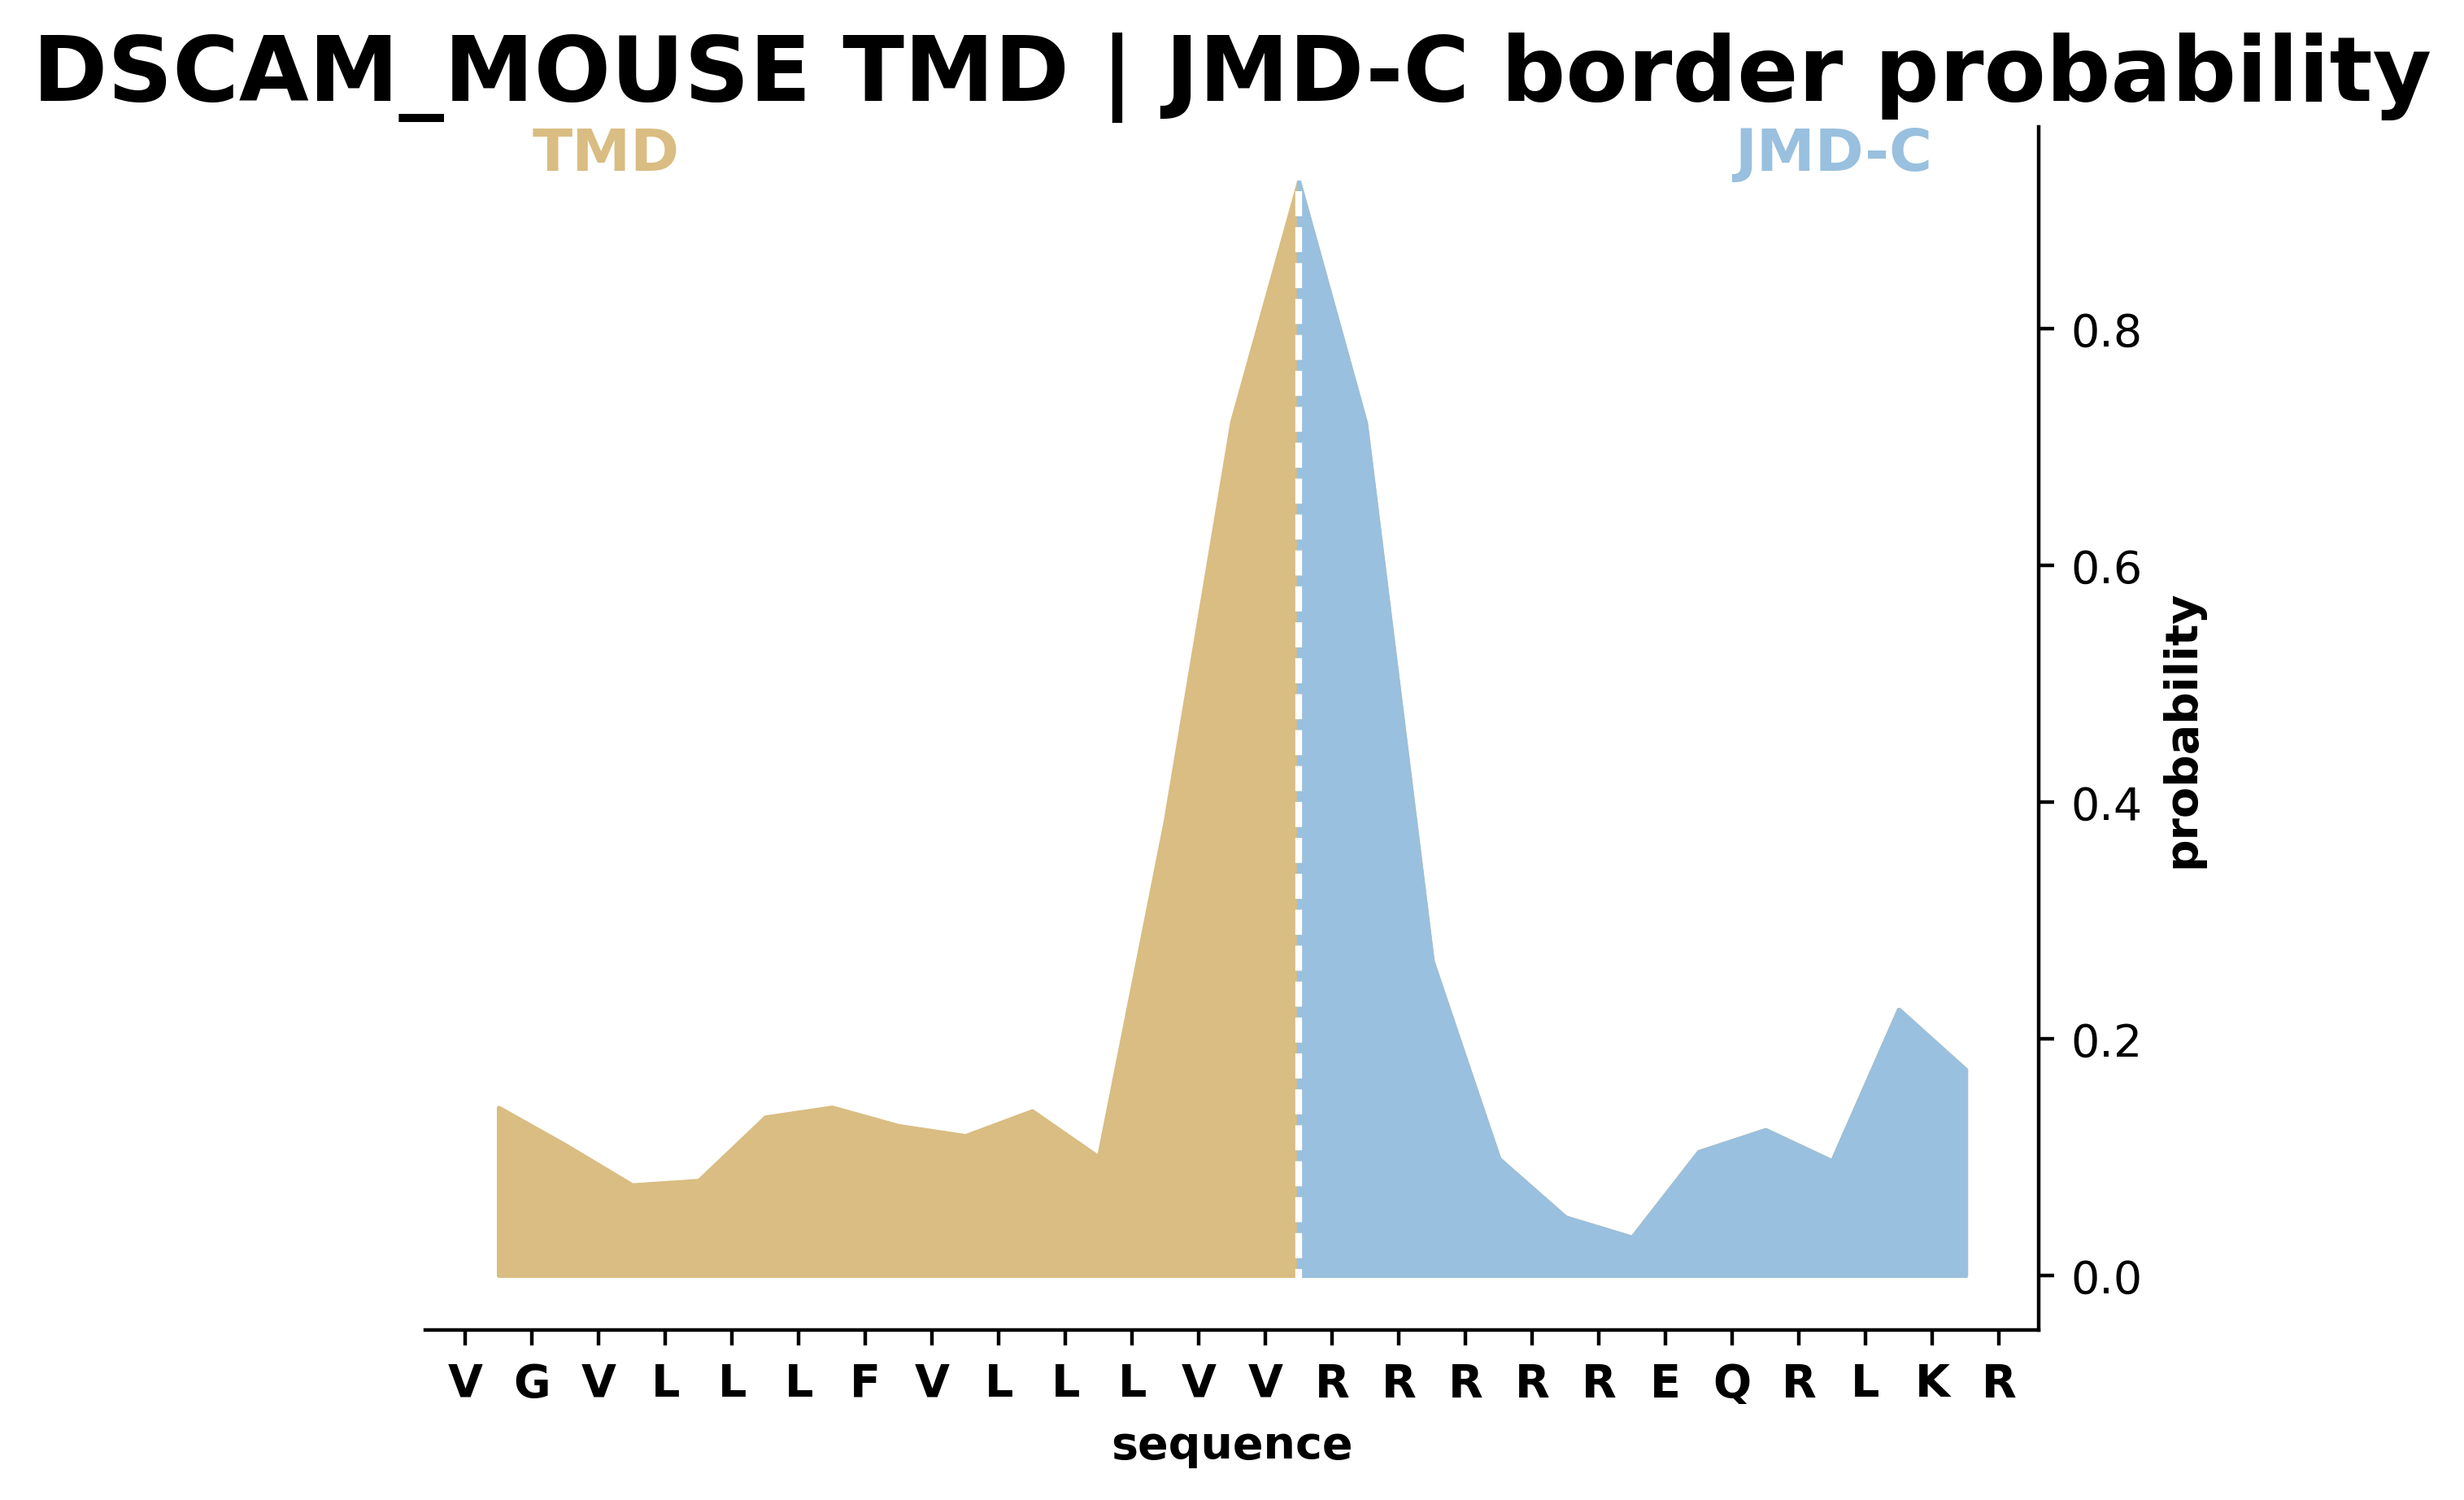 DSCAM_MOUSE TMD | JMD-C border probability
TMD JMD-C
0.8
0.6
0.4
0.2
0.0
probability
V G V L L L F V L L L V V R R R R R E Q R L K R
sequence